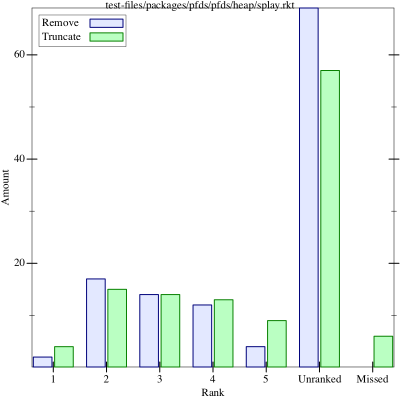 test-files/packages/pfds/pfds/heap/splay.rkt
Remove
Truncate
60
40
20
Amount
1 2 3 4 5 Unranked Missed
Rank